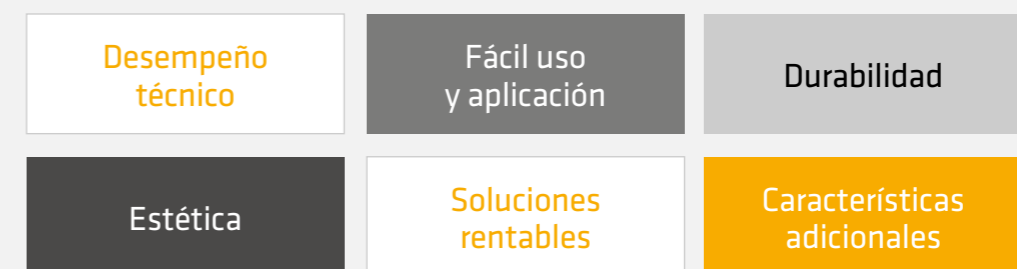 Desempeño
técnico
Fácil uso
y aplicación
Durabilidad
Estética
Soluciones
rentables
Características
adicionales